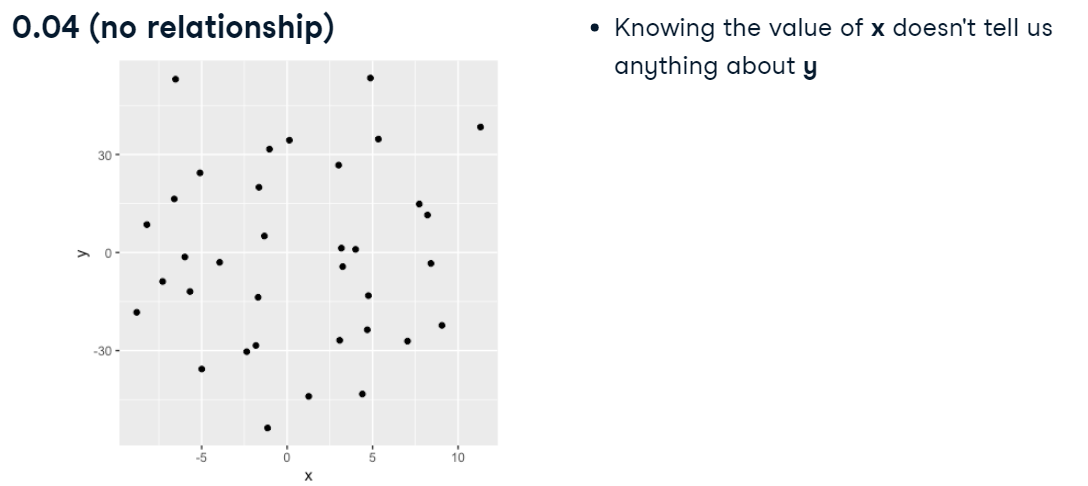 0.04 (no relationship)
• Knowing the value of x doesn't tell us
anything about y
30
0
-30
y
-5
0
5
10
x